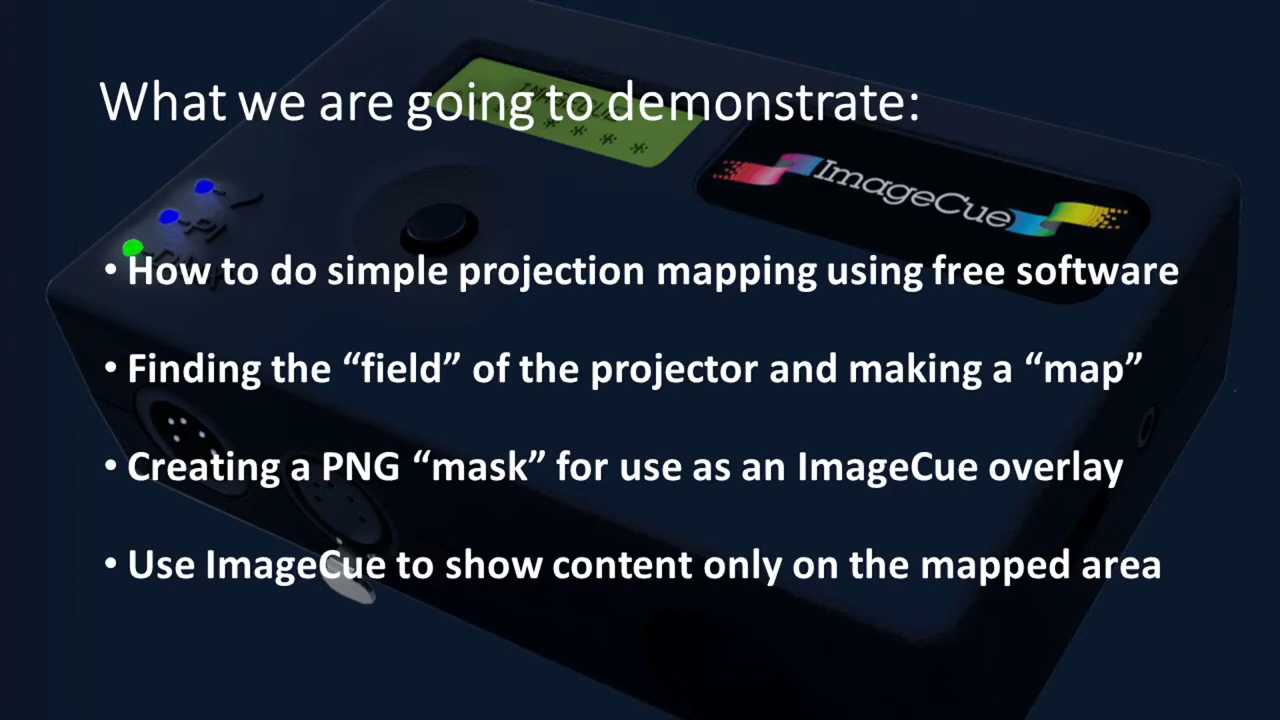 What we are going to demonstrate:
ImageCue
• How to do simple projection mapping using free software
• Finding the “field” of the projector and making a “map”
• Creating a PNG “mask” for use as an ImageCue overlay
• Use ImageCue to show content only on the mapped area